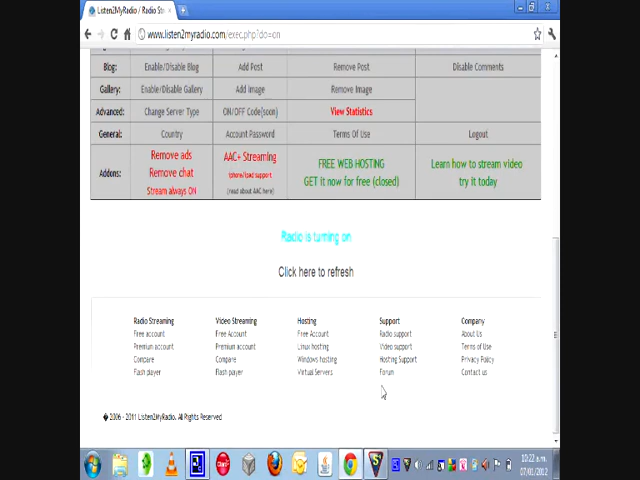 Listen2MyRadio / Radio Str
www.listen2myradio.com/exec.php?do=on
Blog: Enable/Disable Blog Add Post Remove Post Disable Comments
Gallery: Enable/Disable Gallery Add Image Remove Image
Advanced: Change Server Type ON/OFF Code(soon) View Statistics
General: Country Account Password Terms Of Use Logout
Addons: Remove ads AAC+ Streaming FREE WEB HOSTING Learn how to stream video
Remove chat (phone/ipad support) GET it now for free (closed) try it today
Stream always ON (read about AAC here)
Radio is turning on
Click here to refresh
Radio Streaming Video Streaming Hosting Support Company
Free account Free Account Free Account Radio support About Us
Premium account Premium account Linux hosting Video support Terms of Use
Compare Compare Windows hosting Hosting Support Privacy Policy
Flash player Flash player Virtual Servers Forum Contact us
2006 - 2011 Listen2MyRadio. All Rights Reserved
10:22 a.m.
07/01/2012